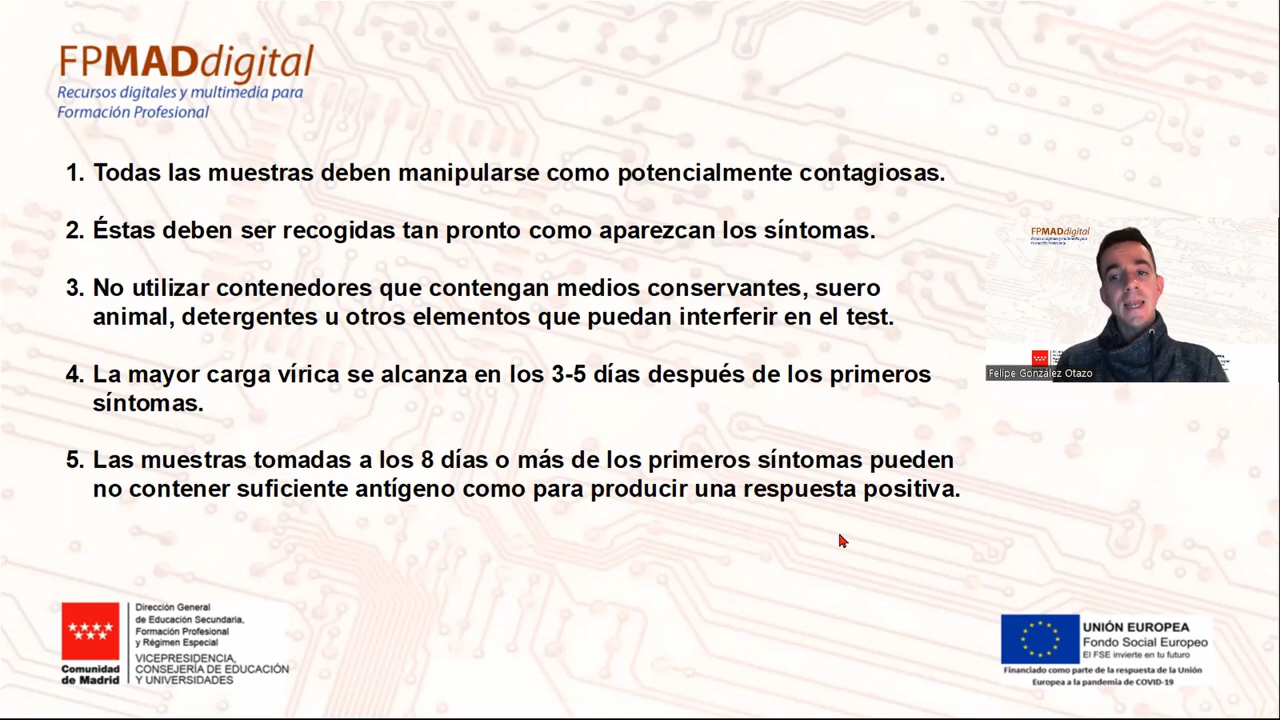 FPMADdigital
Recursos digitales y multimedia para
Formación Profesional
1. Todas las muestras deben manipularse como potencialmente contagiosas.
2. Éstas deben ser recogidas tan pronto como aparezcan los síntomas.
3. No utilizar contenedores que contengan medios conservantes, suero
animal, detergentes u otros elementos que puedan interferir en el test.
4. La mayor carga vírica se alcanza en los 3-5 días después de los primeros
síntomas.
5. Las muestras tomadas a los 8 días o más de los primeros síntomas pueden
no contener suficiente antígeno como para producir una respuesta positiva.
FPMADdigital
Felipe González Otazo
Comunidad
de Madrid
Dirección General
de Educación Secundaria,
Formación Profesional
y Régimen Especial
VICEPRESIDENCIA,
CONSEJERÍA DE EDUCACIÓN
Y UNIVERSIDADES
UNIÓN EUROPEA
Fondo Social Europeo
El FSE invierte en tu futuro
Financiado como parte de la respuesta de la Unión
Europea a la pandemia de COVID-19